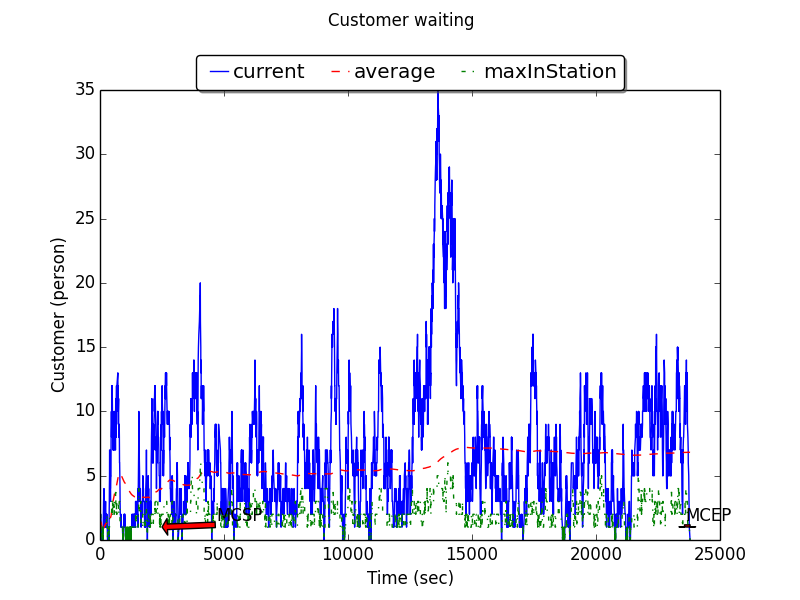 Customer waiting
current average maxInStation
35
30
25
20
15
10
5
0
Customer (person)
MCSP
MCEP
0 5000 10000 15000 20000 25000
Time (sec)